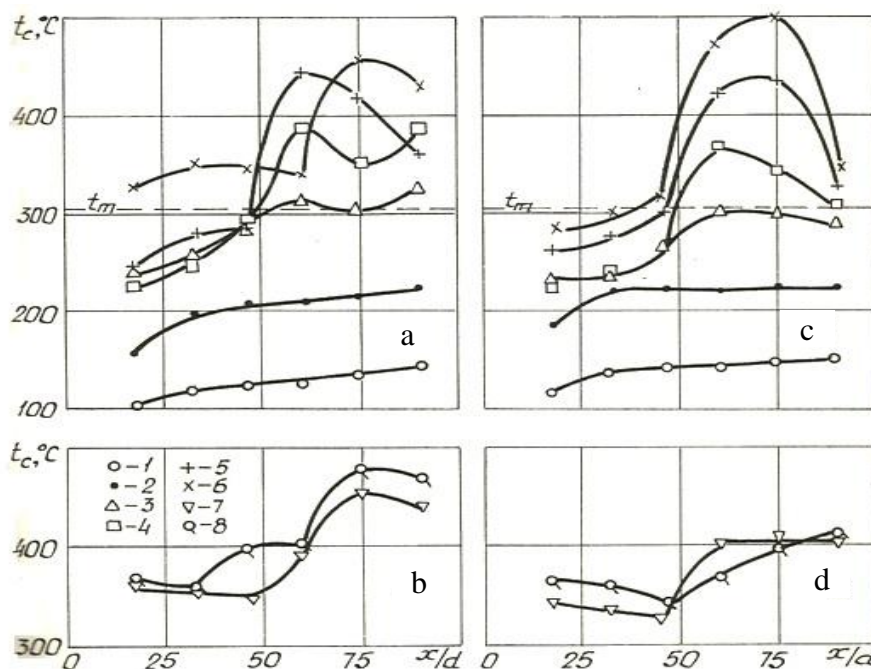 t_c, °C
400
300
200
100
t_m
a
t_c, °C
t_m
c
t_c, °C
400
300
o -1
• -2
△ -3
□ -4
+ -5
× -6
▽ -7
-8
b
d
0 25 50 75 x/d 0 25 50 75 x/d